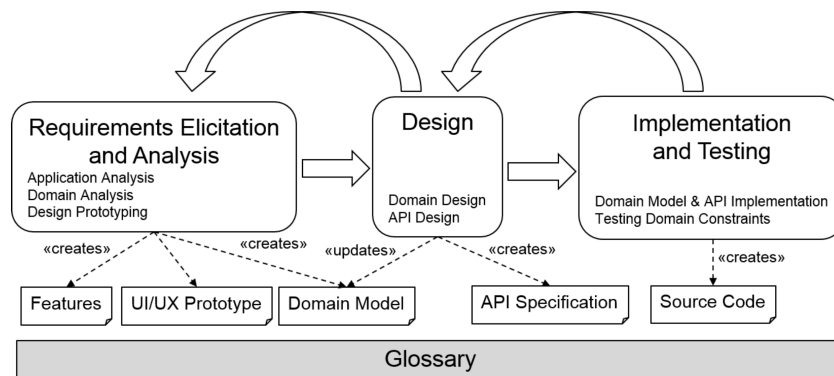 Requirements Elicitation
and Analysis
Application Analysis
Domain Analysis
Design Prototyping
Design
Domain Design
API Design
Implementation
and Testing
Domain Model & API Implementation
Testing Domain Constraints
«creates»
«creates»
«updates»
«creates»
«creates»
Features
UI/UX Prototype
Domain Model
API Specification
Source Code
Glossary